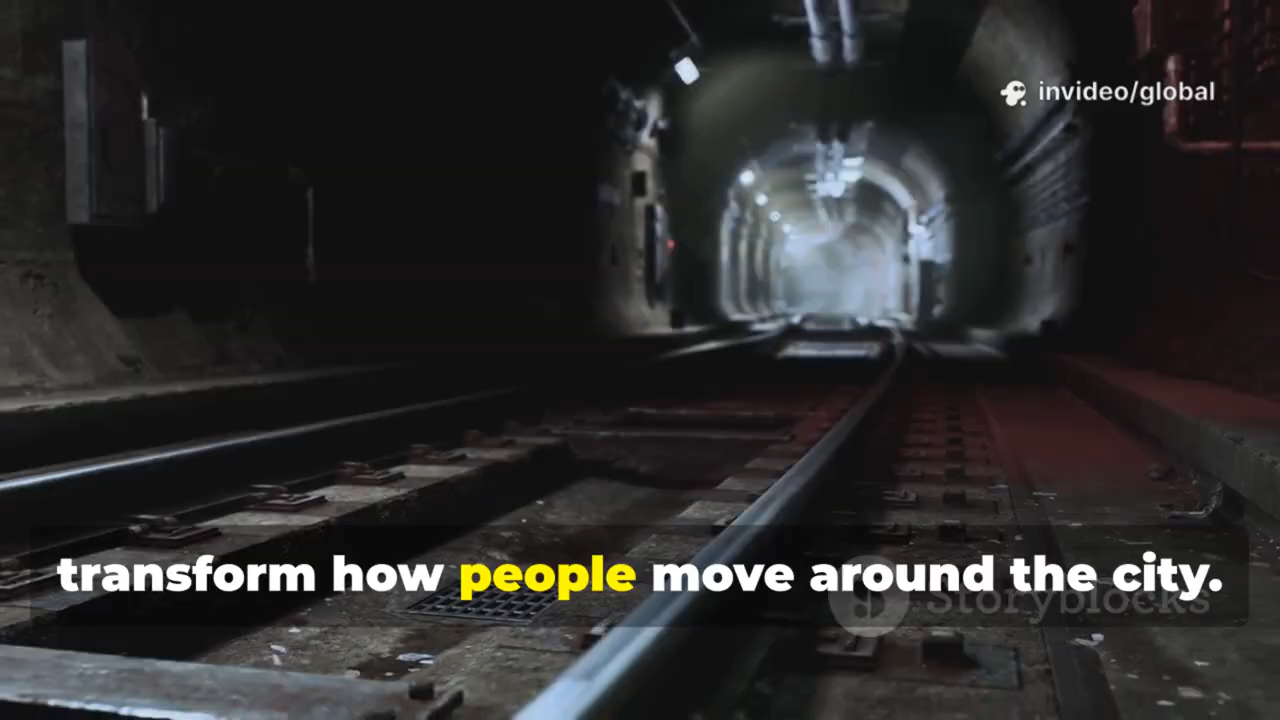 invideo/global
transform how people move around the city.
Storyblocks